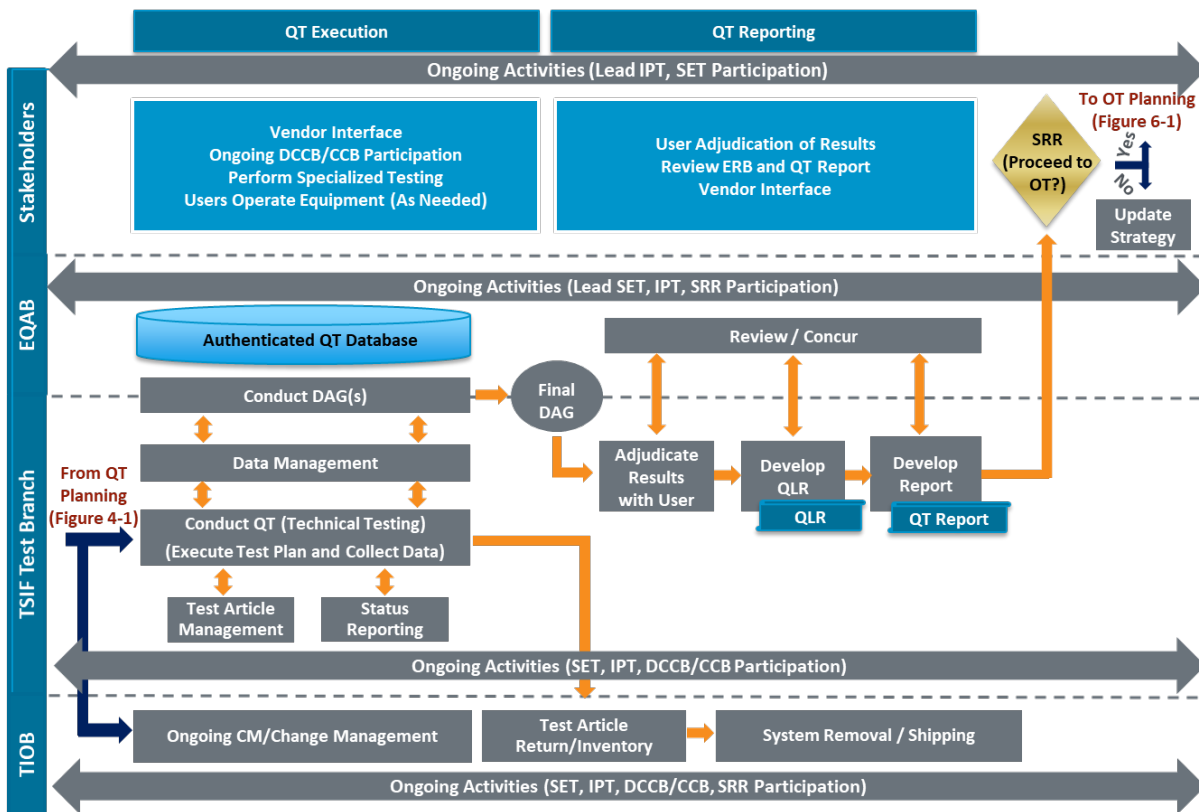 QT Execution
QT Reporting
Ongoing Activities (Lead IPT, SET Participation)
Stakeholders
Vendor Interface
Ongoing DCCB/CCB Participation
Perform Specialized Testing
Users Operate Equipment (As Needed)
User Adjudication of Results
Review ERB and QT Report
Vendor Interface
SRR
(Proceed to
OT?)
To OT Planning
(Figure 6-1)
Yes
No
Update
Strategy
EQAB
Ongoing Activities (Lead SET, IPT, SRR Participation)
Authenticated QT Database
Review / Concur
Conduct DAG(s)
Final
DAG
TSIF Test Branch
Data Management
Adjudicate
Results
with User
Develop
QLR
QLR
Develop
Report
QT Report
From QT
Planning
(Figure 4-1)
Conduct QT (Technical Testing)
(Execute Test Plan and Collect Data)
Test Article
Management
Status
Reporting
Ongoing Activities (SET, IPT, DCCB/CCB Participation)
TIOB
Ongoing CM/Change Management
Test Article
Return/Inventory
System Removal / Shipping
Ongoing Activities (SET, IPT, DCCB/CCB, SRR Participation)